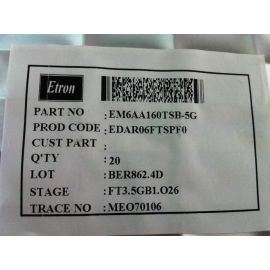 Etron
PART NO :EM6AA160TSB-5G
PROD CODE :EDAR06FTSPF0
CUST PART :
Q'TY :20
LOT :BER862.4D
STAGE :FT3.5GB1.O26
TRACE NO :MEO70106